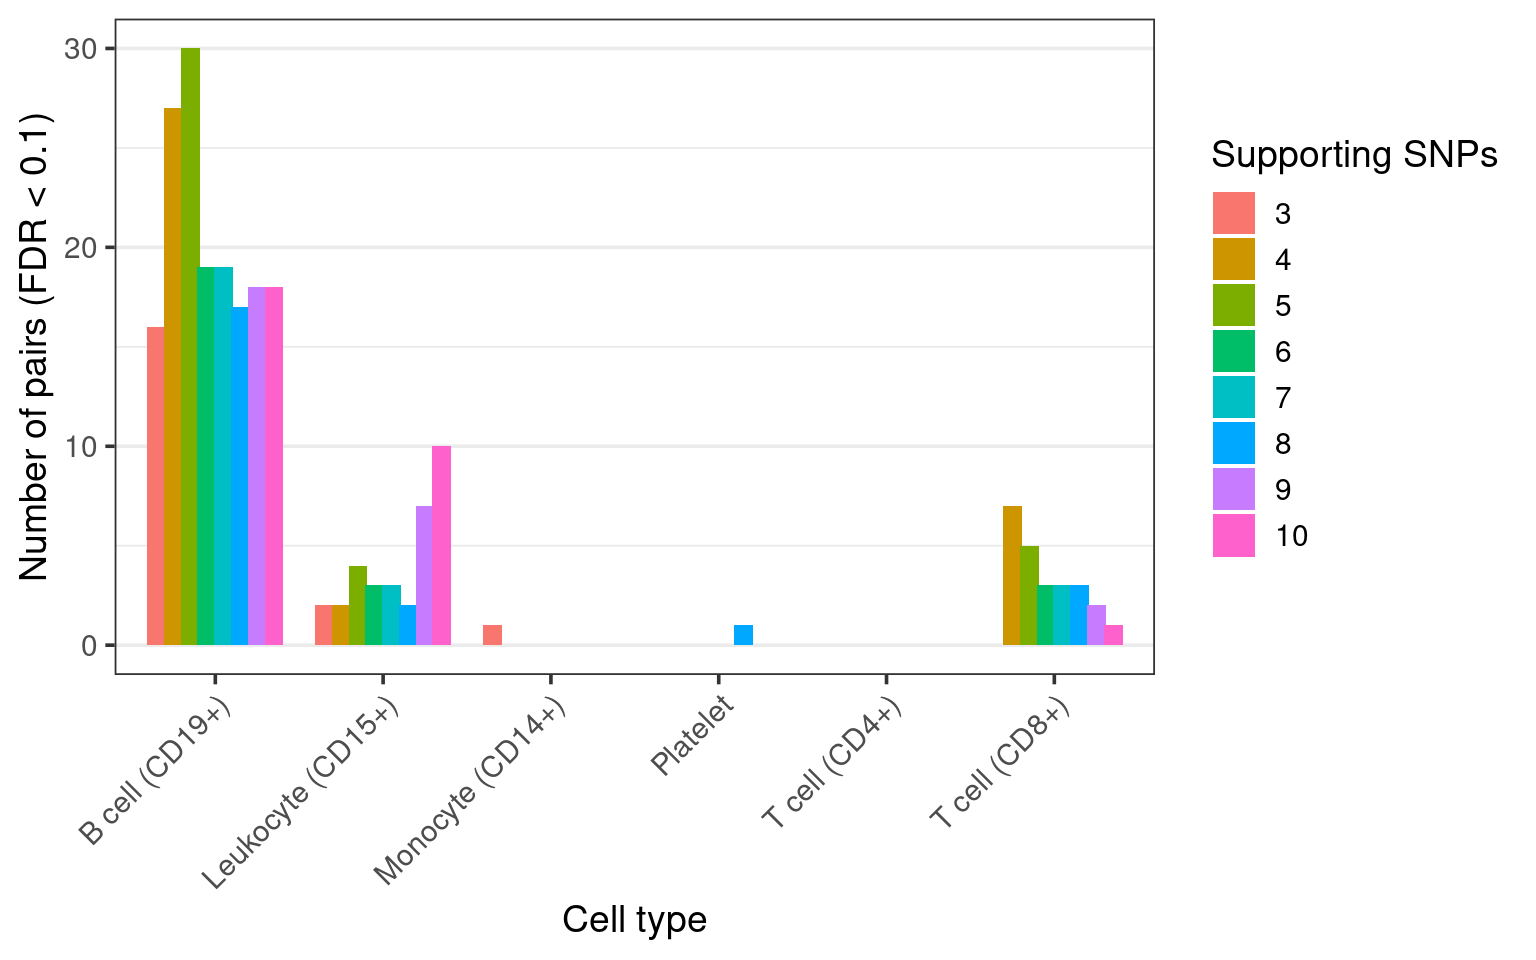 Number of pairs (FDR < 0.1)
30
20
10
0
B cell (CD19+)
Leukocyte (CD15+)
Monocyte (CD14+)
Platelet
T cell (CD4+)
T cell (CD8+)
Cell type
Supporting SNPs
3
4
5
6
7
8
9
10